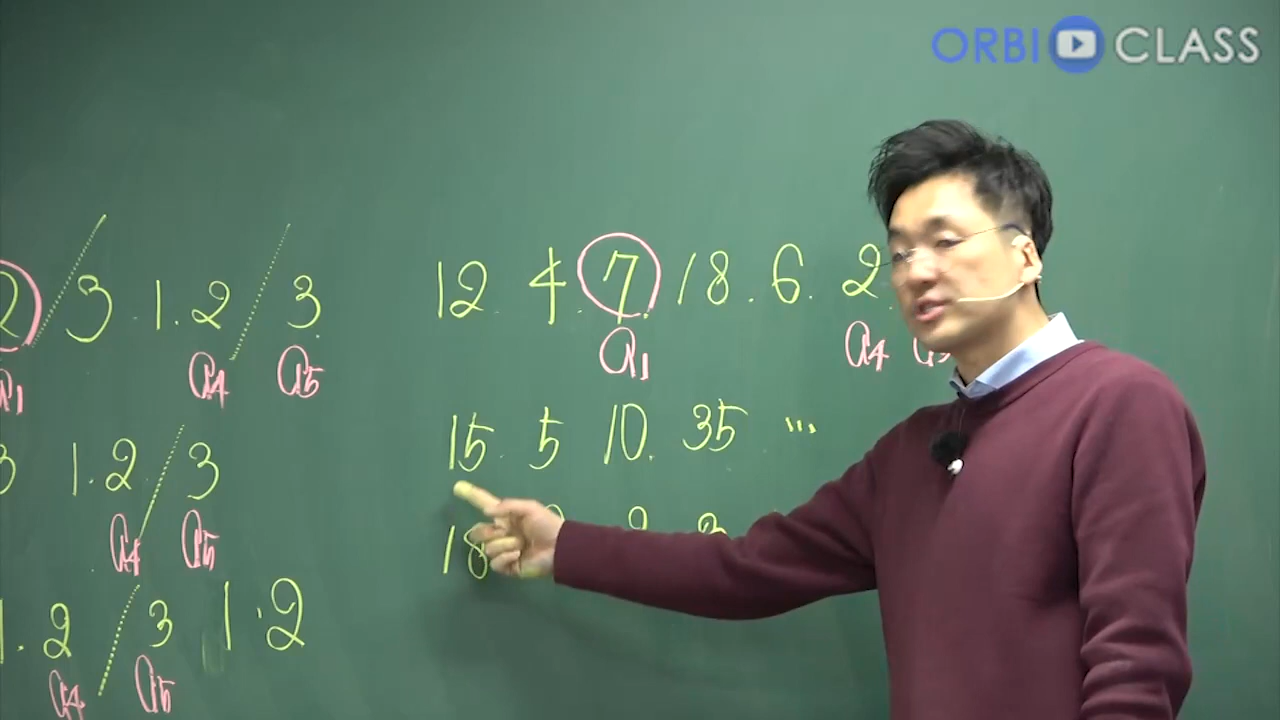 ORBI CLASS
2 / 3 . 1 . 2 / 3
a1 a4 a5
12 . 4 . 7 . 18 . 6 . 2
a1 a4
3 1 . 2 / 3
a4 a5
15 . 5 10 . 35 ...
18
1 . 2 / 3 1 . 2
a4 a5